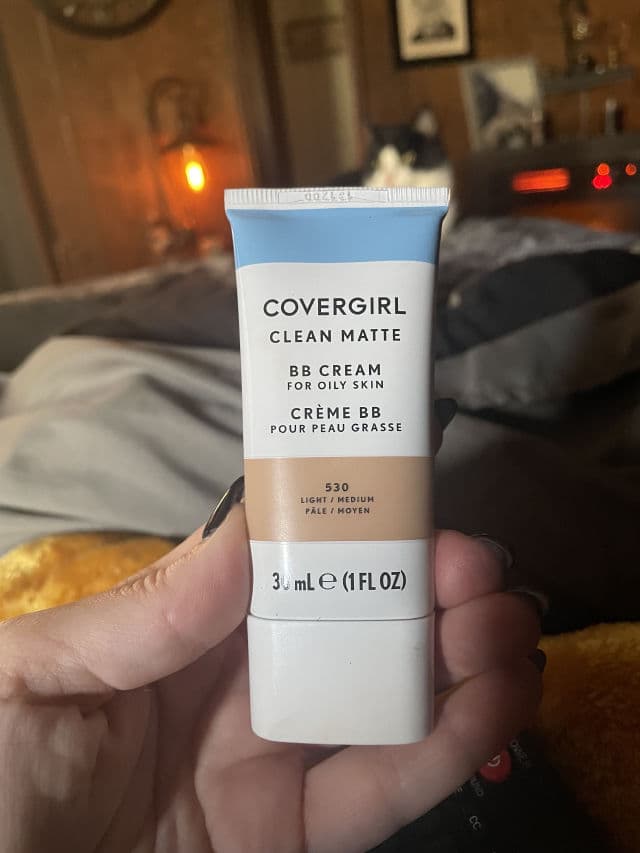 COVERGIRL
CLEAN MATTE
BB CREAM
FOR OILY SKIN
CRÈME BB
POUR PEAU GRASSE
530
LIGHT / MEDIUM
PÂLE / MOYEN
30 mL e (1 FL OZ)
CC